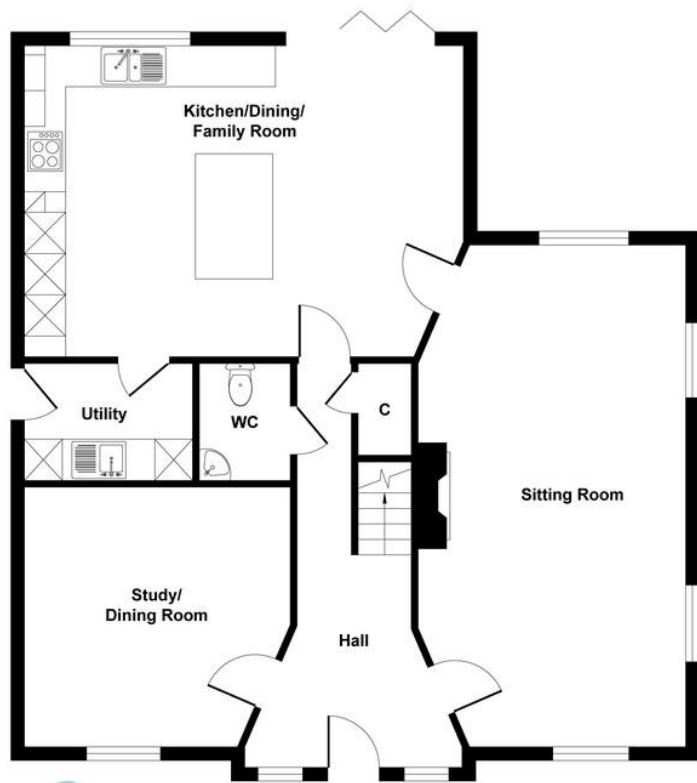 Kitchen/Dining/
Family Room
Utility
WC
C
Sitting Room
Study/
Dining Room
Hall